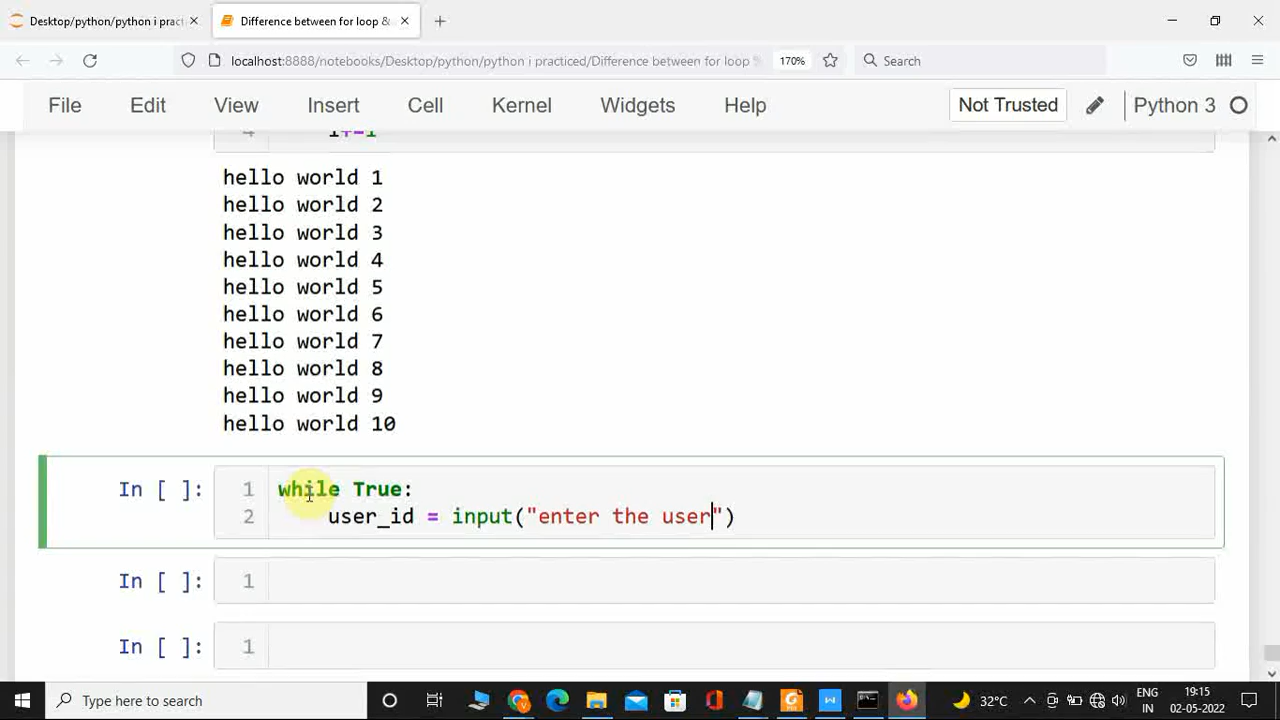 Desktop/python/python i pract
Difference between for loop &
localhost:8888/notebooks/Desktop/python/python i practiced/Difference between for loop
170%
Search
File Edit View Insert Cell Kernel Widgets Help
Not Trusted
Python 3
4 i+=1
hello world 1
hello world 2
hello world 3
hello world 4
hello world 5
hello world 6
hello world 7
hello world 8
hello world 9
hello world 10
In [ ]: 1 while True:
2 user_id = input("enter the user")
In [ ]: 1
In [ ]: 1
Type here to search
32°C
ENG
IN
19:15
02-05-2022